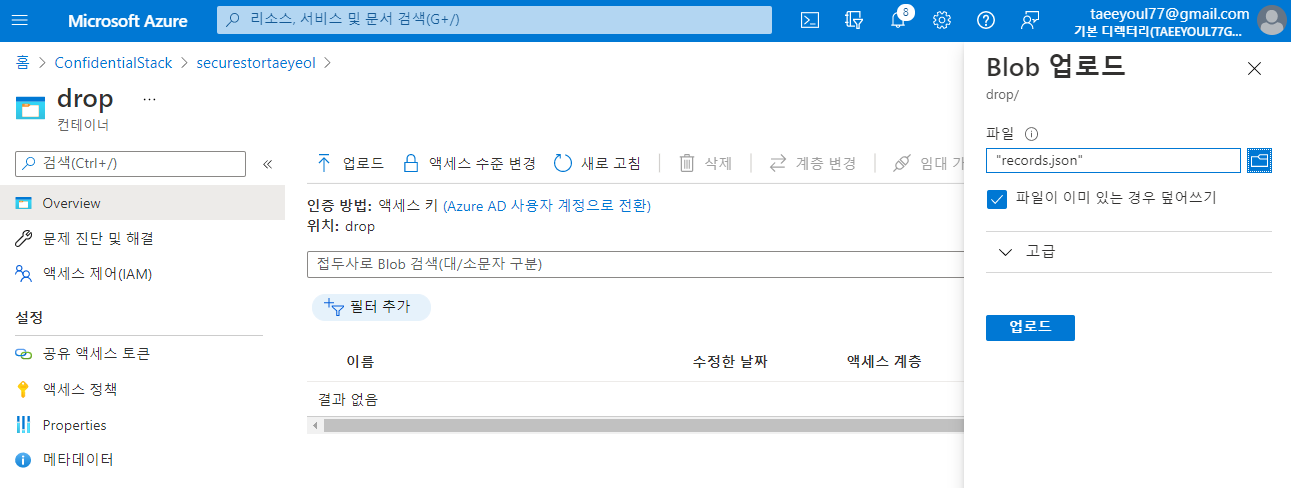 Microsoft Azure
리소스, 서비스 및 문서 검색(G+/)
8
taeeyoul77@gmail.com
기본 디렉터리(TAEEYOUL77G...
홈 > ConfidentialStack > securestortaeyeol >
drop ...
컨테이너
검색(Ctrl+/)
«
Overview
문제 진단 및 해결
액세스 제어(IAM)
설정
공유 액세스 토큰
액세스 정책
Properties
메타데이터
업로드 액세스 수준 변경 새로 고침 삭제 계층 변경 임대 가
인증 방법: 액세스 키 (Azure AD 사용자 계정으로 전환)
위치: drop
접두사로 Blob 검색(대/소문자 구분)
필터 추가
이름 수정한 날짜 액세스 계층
결과 없음
Blob 업로드
drop/
파일
"records.json"
파일이 이미 있는 경우 덮어쓰기
고급
업로드